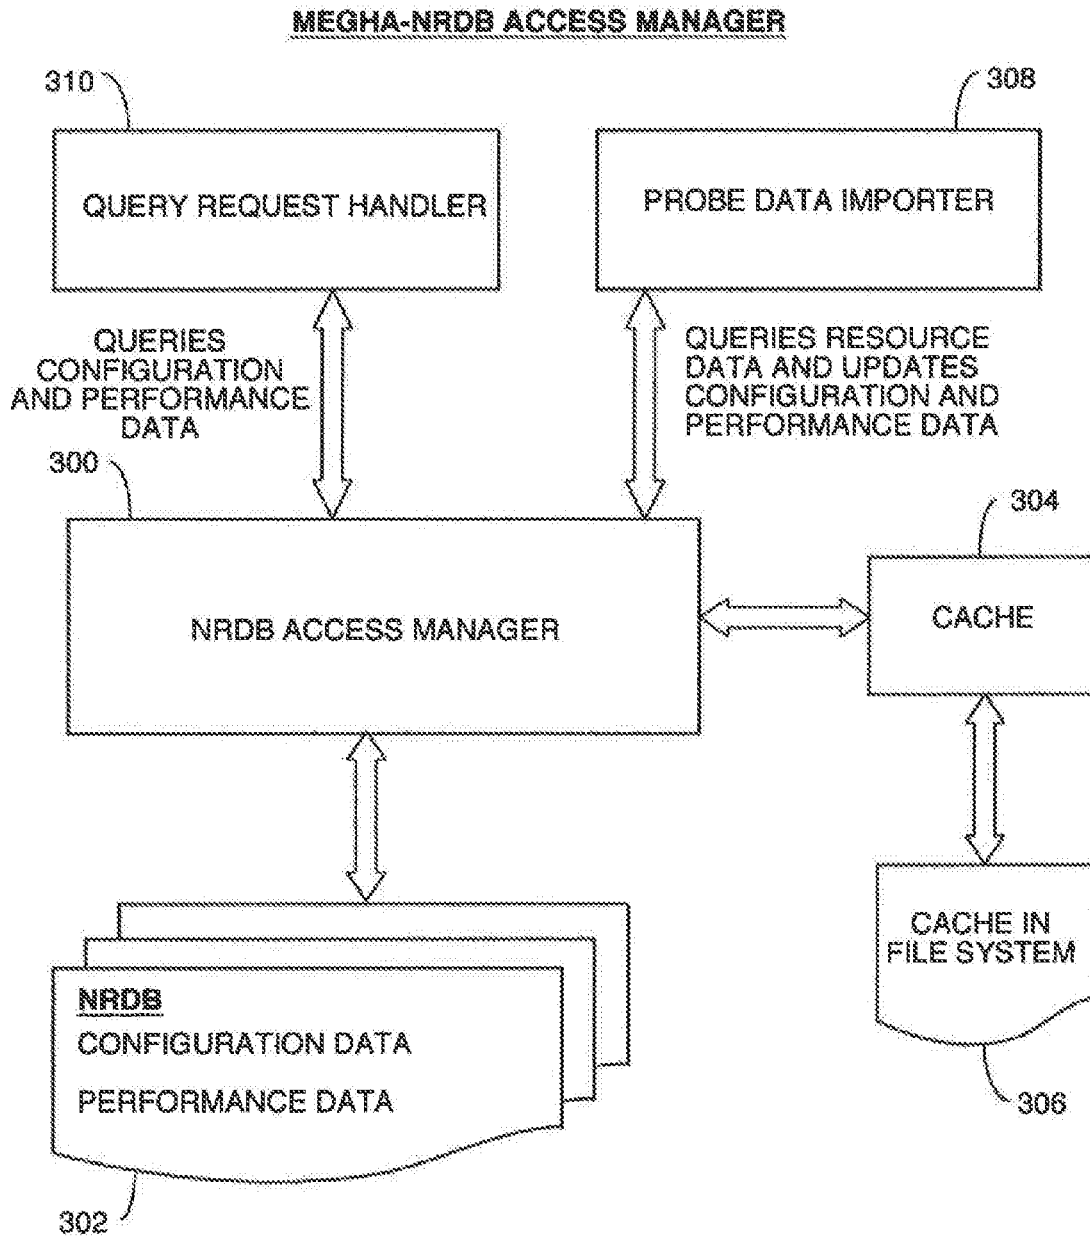 MEGHA-NRDB ACCESS MANAGER
310
308
QUERY REQUEST HANDLER
PROBE DATA IMPORTER
QUERIES
CONFIGURATION
AND PERFORMANCE
DATA
QUERIES RESOURCE
DATA AND UPDATES
CONFIGURATION AND
PERFORMANCE DATA
300
304
NRDB ACCESS MANAGER
CACHE
CACHE IN
FILE SYSTEM
NRDB
CONFIGURATION DATA
PERFORMANCE DATA
306
302